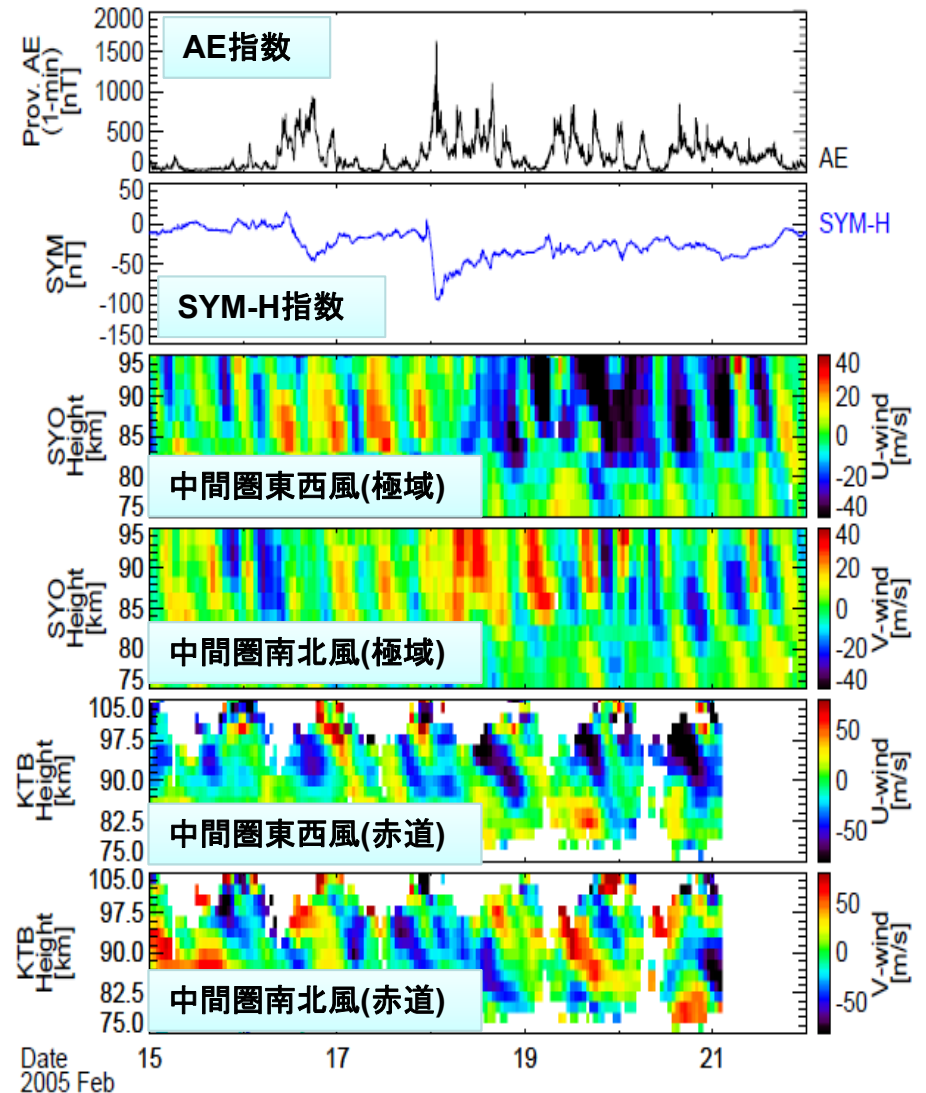 2000
1500
1000
500
0
Prov. AE
(1-min)
[nT]
AE指数
AE
50
0
-50
-100
-150
SYM
[nT]
SYM-H
SYM-H指数
95
90
85
80
75
SYO
Height
[km]
中間圏東西風(極域)
40
20
0
-20
-40
U-wind
[m/s]
95
90
85
80
75
SYO
Height
[km]
中間圏南北風(極域)
40
20
0
-20
-40
V-wind
[m/s]
105.0
97.5
90.0
82.5
75.0
KTB
Height
[km]
中間圏東西風(赤道)
50
0
-50
U-wind
[m/s]
105.0
97.5
90.0
82.5
75.0
KTB
Height
[km]
中間圏南北風(赤道)
50
0
-50
V-wind
[m/s]
Date 15 17 19 21
2005 Feb